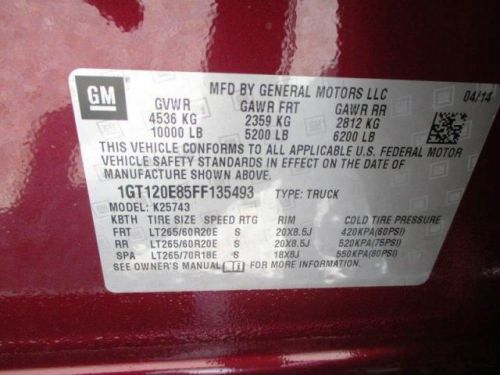 GM
MFD BY GENERAL MOTORS LLC
04/14
GVWR GAWR FRT GAWR RR
4536 KG 2359 KG 2812 KG
10000 LB 5200 LB 6200 LB
THIS VEHICLE CONFORMS TO ALL APPLICABLE U.S. FEDERAL MOTOR
VEHICLE SAFETY STANDARDS IN EFFECT ON THE DATE OF
MANUFACTURE SHOWN ABOVE.
1GT120E85FF135493 TYPE: TRUCK
MODEL: K25743
KBTH TIRE SIZE SPEED RTG RIM
FRT LT265/60R20E S 20X8.5J 420KPA(60PSI)
RR LT265/60R20E S 20X8.5J 520KPA(75PSI)
SPA LT265/70R18E S 18X8J 550KPA(80PSI)
SEE OWNER'S MANUAL FOR MORE INFORMATION.